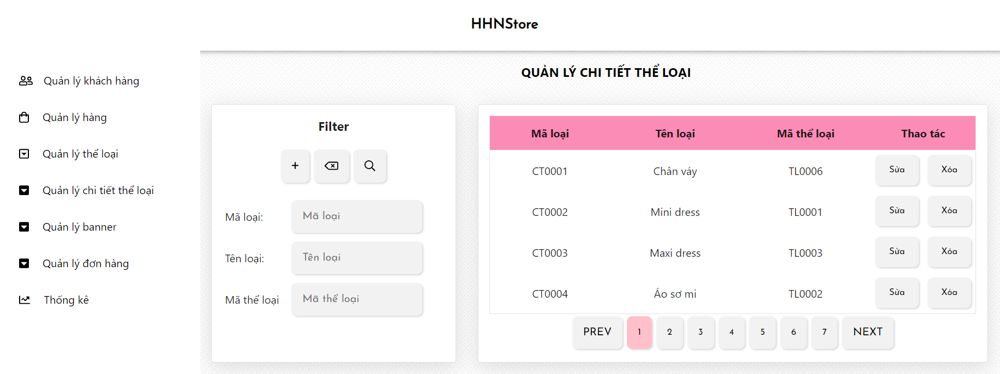 HHNStore
Quản lý khách hàng
Quản lý hàng
Quản lý thể loại
Quản lý chi tiết thể loại
Quản lý banner
Quản lý đơn hàng
Thống kê
QUẢN LÝ CHI TIẾT THỂ LOẠI
Filter
Mã loại: Mã loại
Tên loại: Tên loại
Mã thể loại Mã thể loại
Mã loại Tên loại Mã thể loại Thao tác
CT0001 Chân váy TL0006 Sửa Xóa
CT0002 Mini dress TL0001 Sửa Xóa
CT0003 Maxi dress TL0003 Sửa Xóa
CT0004 Áo sơ mi TL0002 Sửa Xóa
PREV 1 2 3 4 5 6 7 NEXT